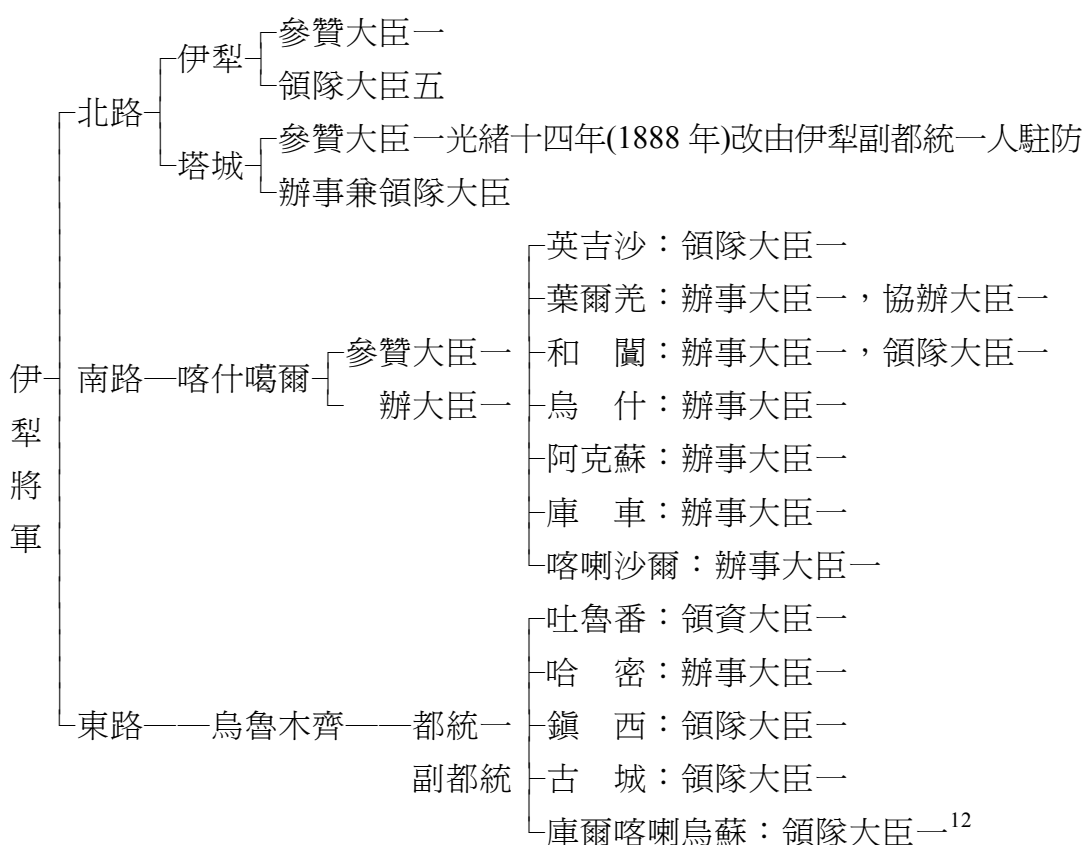 參贊大臣一
伊犁
領隊大臣五
北路
參贊大臣一光緒十四年(1888 年)改由伊犁副都統一人駐防
塔城
辦事兼領隊大臣
英吉沙：領隊大臣一
葉爾羌：辦事大臣一，協辦大臣一
參贊大臣一
和　闐：辦事大臣一，領隊大臣一
伊犁將軍
南路
喀什噶爾
辦大臣一
烏　什：辦事大臣一
阿克蘇：辦事大臣一
庫　車：辦事大臣一
喀喇沙爾：辦事大臣一
吐魯番：領資大臣一
哈　密：辦事大臣一
東路
烏魯木齊
都統一
鎮　西：領隊大臣一
副都統
古　城：領隊大臣一
庫爾喀喇烏蘇：領隊大臣一12